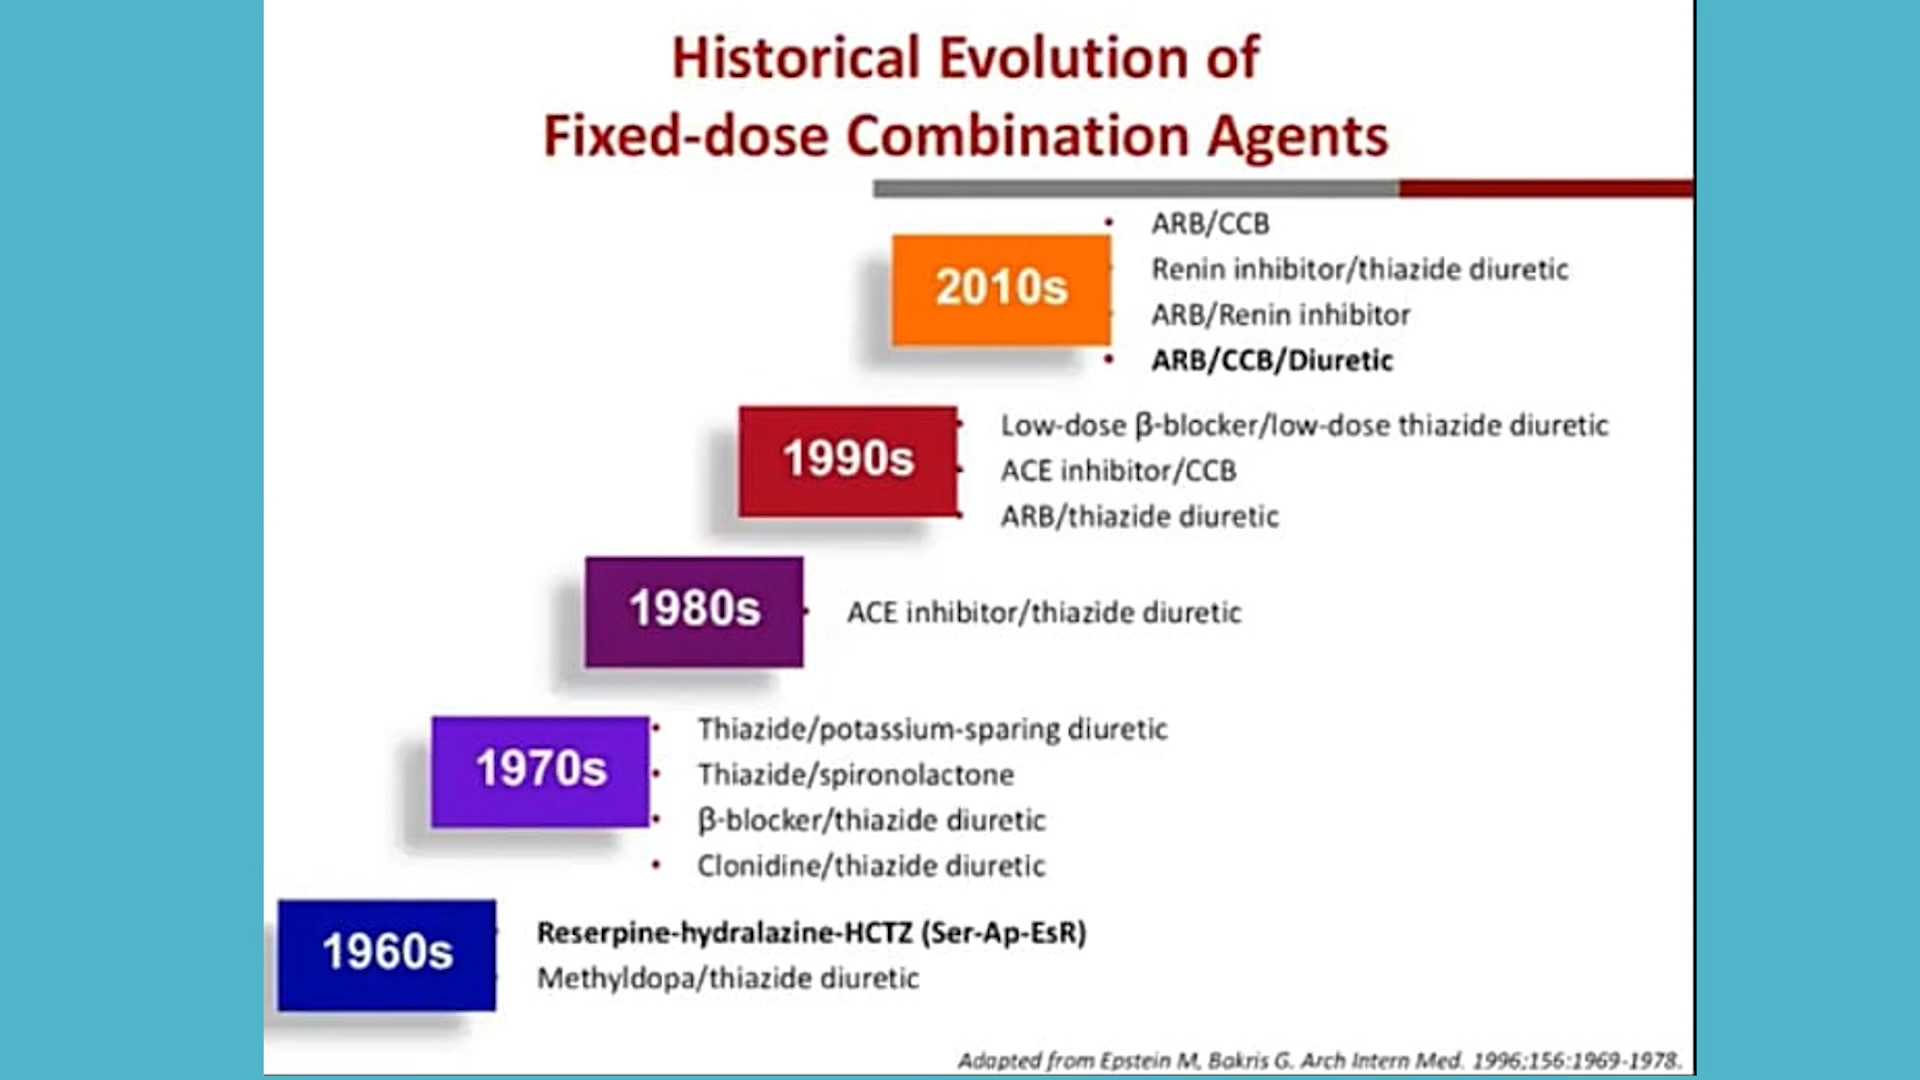 Historical Evolution of
Fixed-dose Combination Agents
2010s
• ARB/CCB
• Renin inhibitor/thiazide diuretic
• ARB/Renin inhibitor
• ARB/CCB/Diuretic
1990s
• Low-dose β-blocker/low-dose thiazide diuretic
• ACE inhibitor/CCB
• ARB/thiazide diuretic
1980s
• ACE inhibitor/thiazide diuretic
1970s
• Thiazide/potassium-sparing diuretic
• Thiazide/spironolactone
• β-blocker/thiazide diuretic
• Clonidine/thiazide diuretic
1960s
Reserpine-hydralazine-HCTZ (Ser-Ap-EsR)
Methyldopa/thiazide diuretic
Adapted from Epstein M, Bakris G. Arch Intern Med. 1996;156:1969-1978.